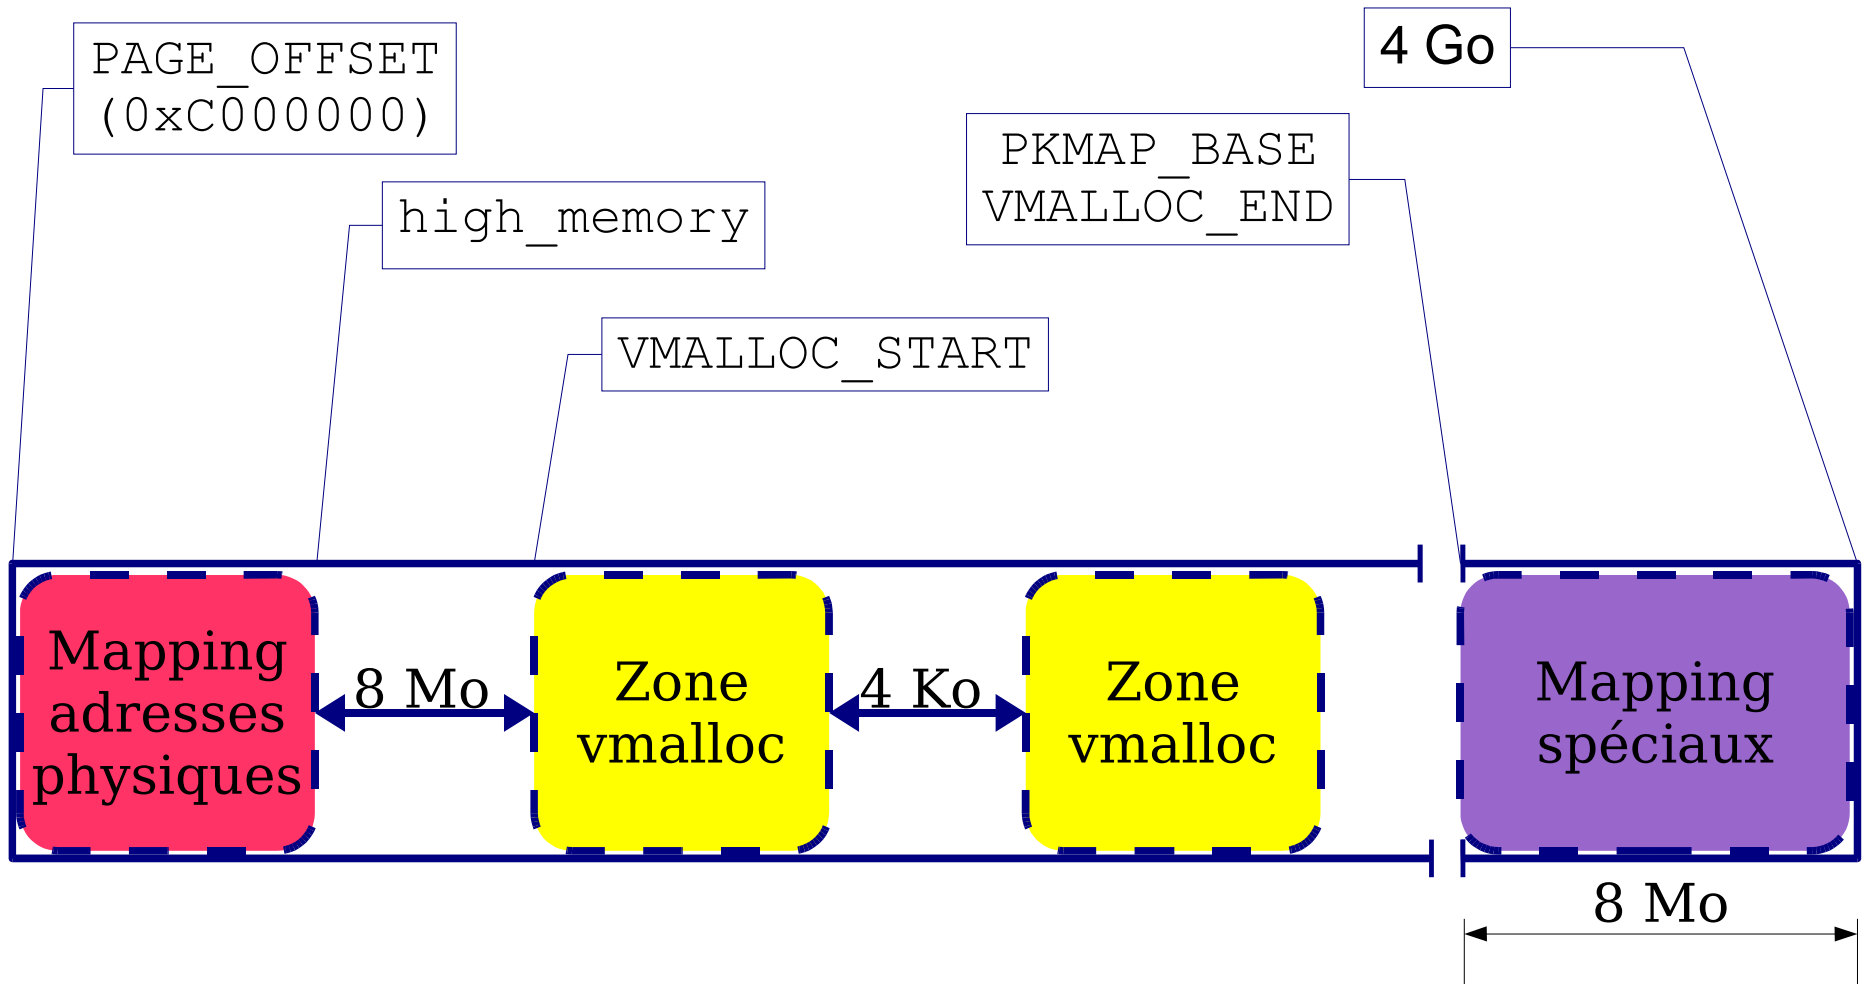 PAGE_OFFSET
(0xC000000)
4 Go
PKMAP_BASE
VMALLOC_END
high_memory
VMALLOC_START
Mapping
adresses
physiques
8 Mo
Zone
vmalloc
4 Ko
Zone
vmalloc
Mapping
spéciaux
8 Mo